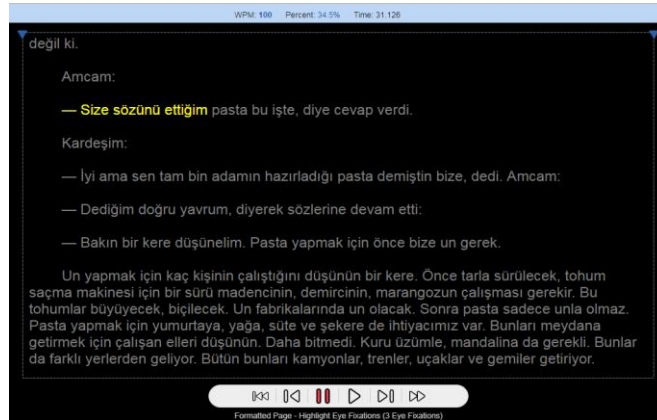 WPM: 100 Percent: 34.5% Time: 31.126
değil ki.
Amcam:
— Size sözünü ettiğim pasta bu işte, diye cevap verdi.
Kardeşim:
— İyi ama sen tam bin adamın hazırladığı pasta demiştin bize, dedi. Amcam:
— Dediğim doğru yavrum, diyerek sözlerine devam etti:
— Bakın bir kere düşünelim. Pasta yapmak için önce bize un gerek.
Un yapmak için kaç kişinin çalıştığını düşünün bir kere. Önce tarla sürülecek, tohum
saçma makinesi için bir sürü madencinin, demircinin, marangozun çalışması gerekir. Bu
tohumlar büyüyecek, biçilecek. Un fabrikalarında un olacak. Sonra pasta sadece unla olmaz.
Pasta yapmak için yumurtaya, yağa, süte ve şekere de ihtiyacımız var. Bunları meydana
getirmek için çalışan elleri düşünün. Daha bitmedi. Kuru üzümle, mandalina da gerekli. Bunlar
da farklı yerlerden geliyor. Bütün bunları kamyonlar, trenler, uçaklar ve gemiler getiriyor.
Formatted Page - Highlight Eye Fixations (3 Eye Fixations)